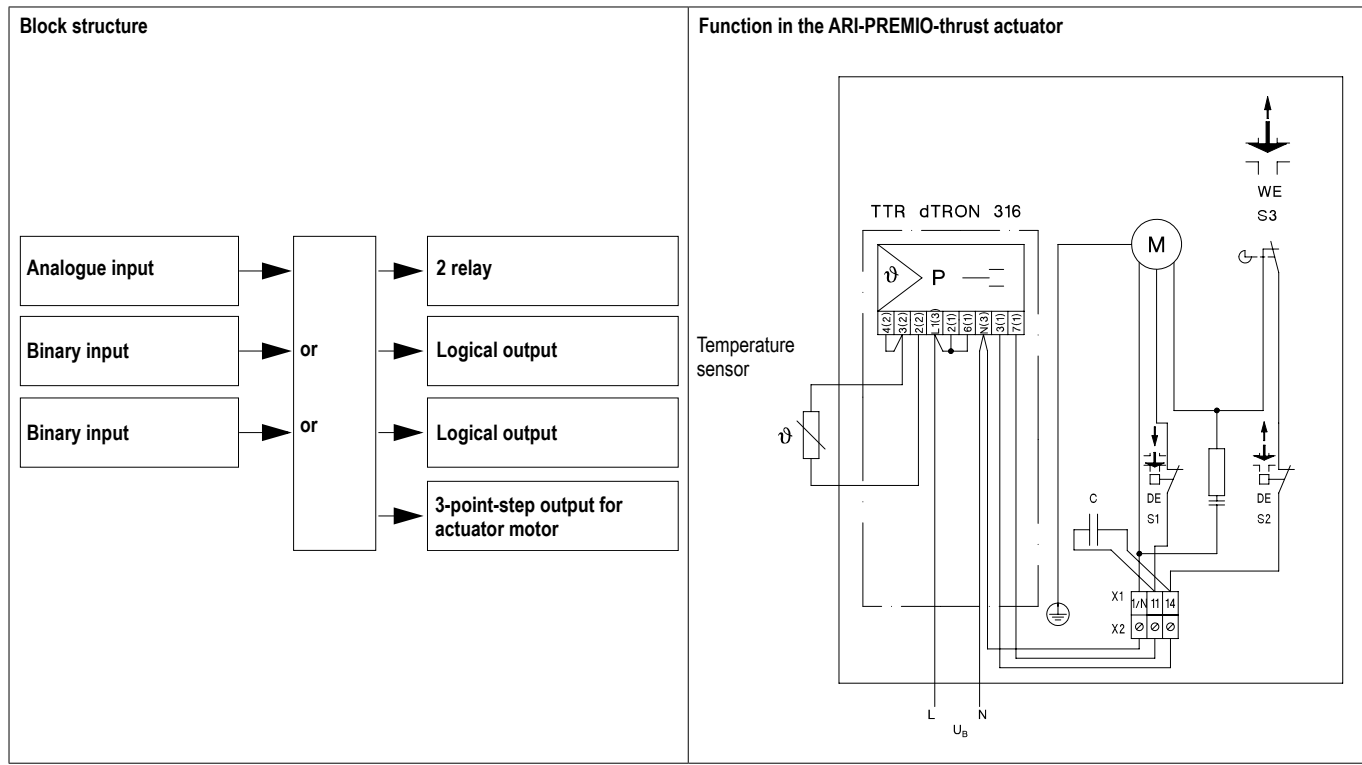 Block structure
Function in the ARI-PREMIO-thrust actuator
Analogue input
2 relay
Binary input
or
Logical output
Binary input
or
Logical output
3-point-step output for
actuator motor
WE
S3
TTR dTRON 316
M
ϑ
P
4(2)
3(2)
2(2)
L1(3)
2(1)
6(1)
N(3)
3(1)
7(1)
Temperature
sensor
ϑ
C
DE
S1
DE
S2
X1
1/N 11 14
X2
L
N
UB